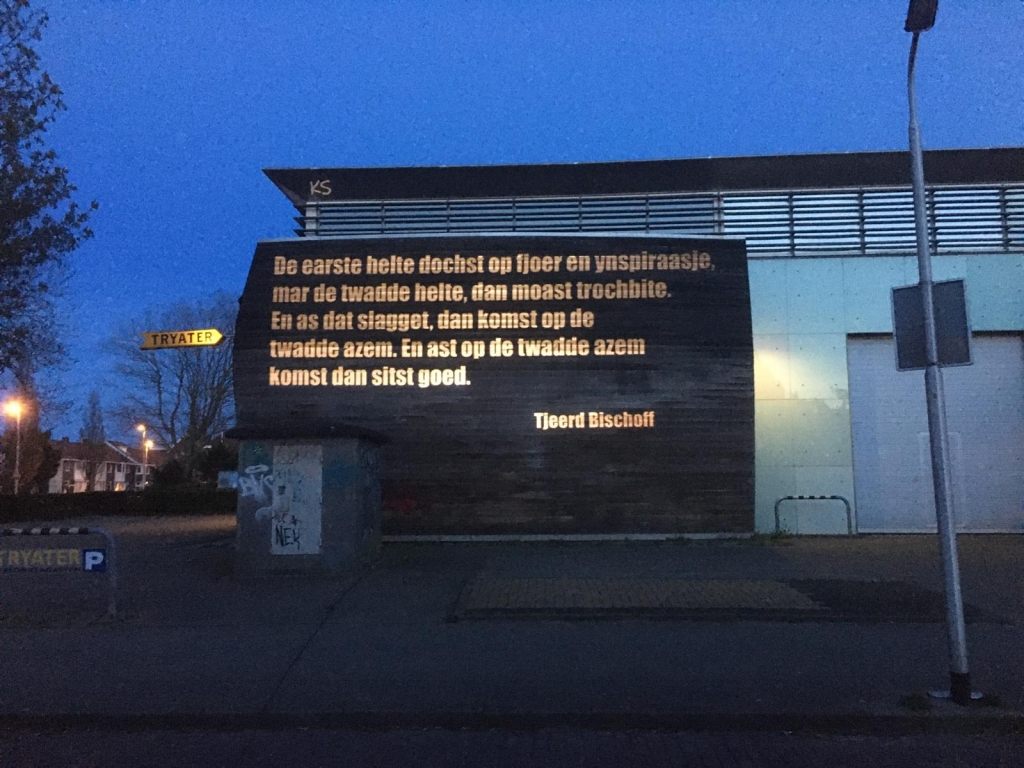 KS
De earste helte dochst op fjoer en ynspiraasje,
mar de twadde helte, dan moast trochbite.
En as dat slagget, dan komst op de
twadde azem. En ast op de twadde azem
komst dan sitst goed.
Tjeerd Bischoff
TRYATER
NEK
TRYATER P